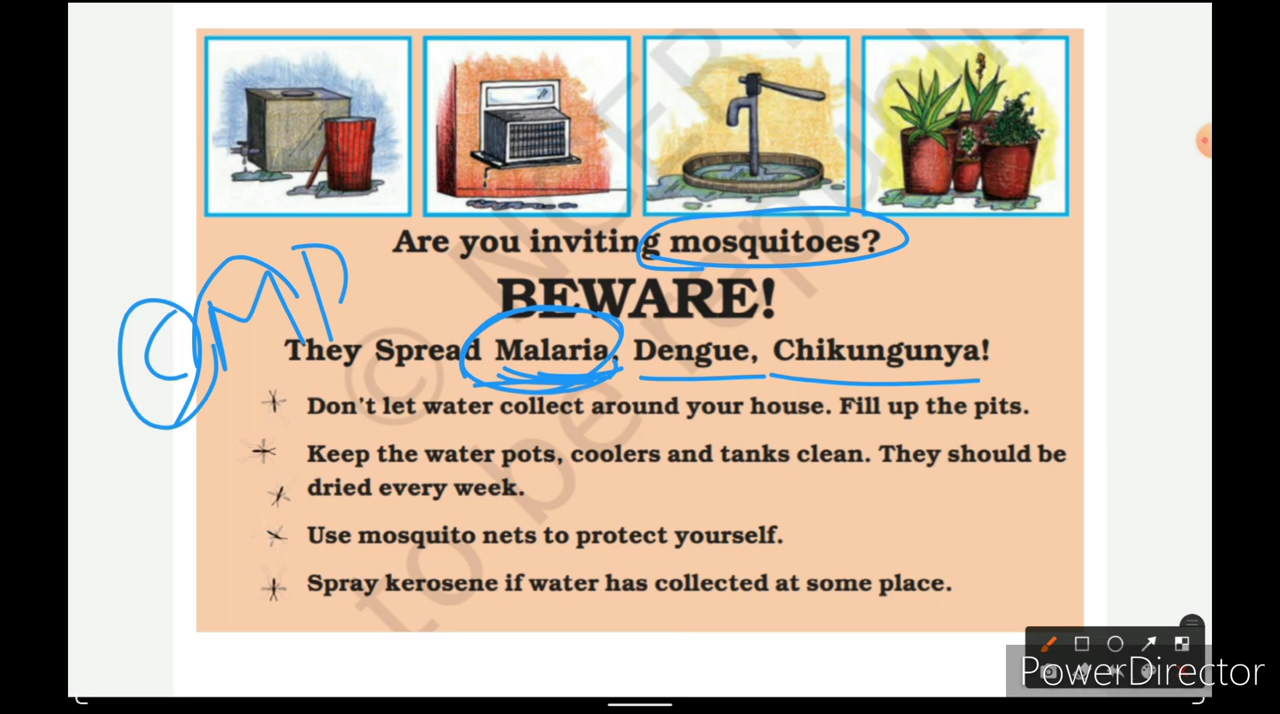 Are you inviting mosquitoes?
BEWARE!
CMD
They Spread Malaria, Dengue, Chikungunya!
Don't let water collect around your house. Fill up the pits.
Keep the water pots, coolers and tanks clean. They should be
dried every week.
Use mosquito nets to protect yourself.
Spray kerosene if water has collected at some place.
PowerDirector